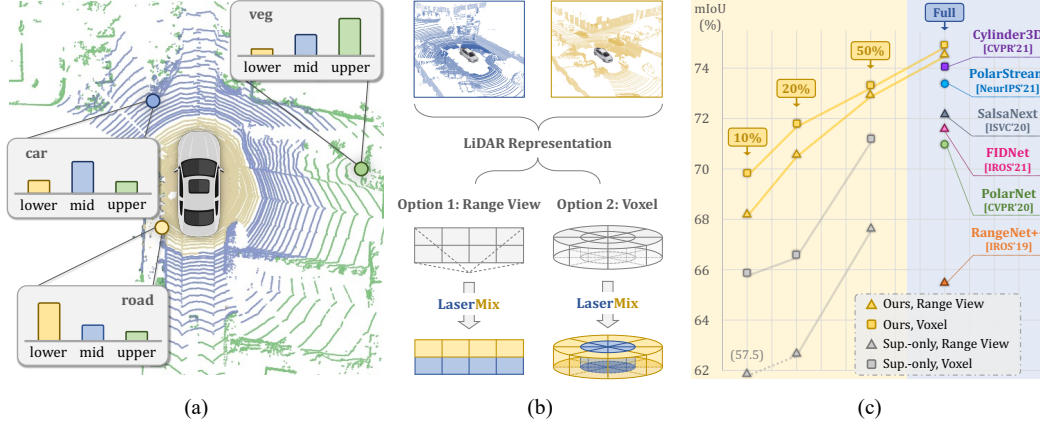 veg
lower mid upper
car
lower mid upper
road
lower mid upper
(a)
LiDAR Representation
Option 1: Range View
Option 2: Voxel
LaserMix
LaserMix
(b)
mIoU
(%)
74
72
70
68
66
64
62
10%
20%
50%
Full
(57.5)
Cylinder3D
[CVPR'21]
PolarStream
[NeurIPS'21]
SalsaNext
[ISVC'20]
FIDNet
[IROS'21]
PolarNet
[CVPR'20]
RangeNet++
[IROS'19]
Ours, Range View
Ours, Voxel
Sup.-only, Range View
Sup.-only, Voxel
(c)